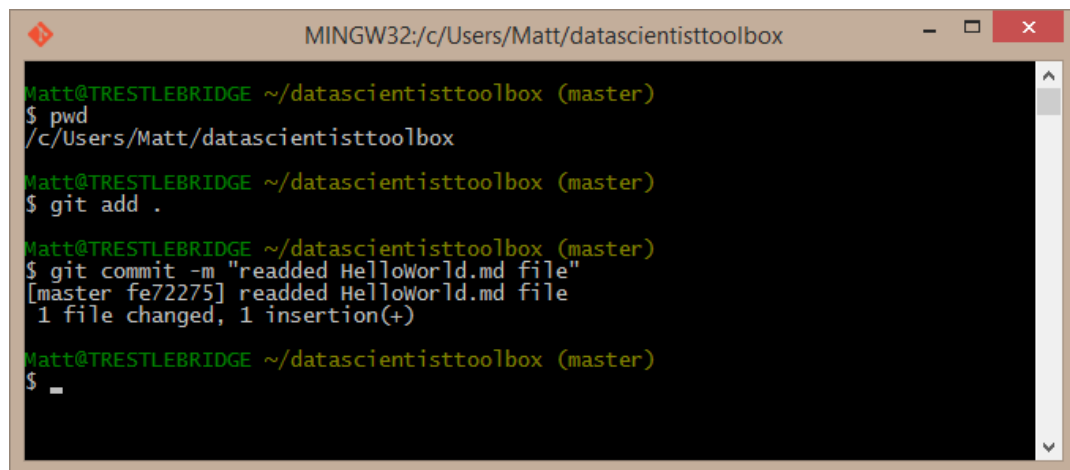 MINGW32:/c/Users/Matt/datascientisttoolbox
Matt@TRESTLEBRIDGE ~/datascientisttoolbox (master)
$ pwd
/c/Users/Matt/datascientisttoolbox
Matt@TRESTLEBRIDGE ~/datascientisttoolbox (master)
$ git add .
Matt@TRESTLEBRIDGE ~/datascientisttoolbox (master)
$ git commit -m "readded HelloWorld.md file"
[master fe72275] readded HelloWorld.md file
 1 file changed, 1 insertion(+)
Matt@TRESTLEBRIDGE ~/datascientisttoolbox (master)
$